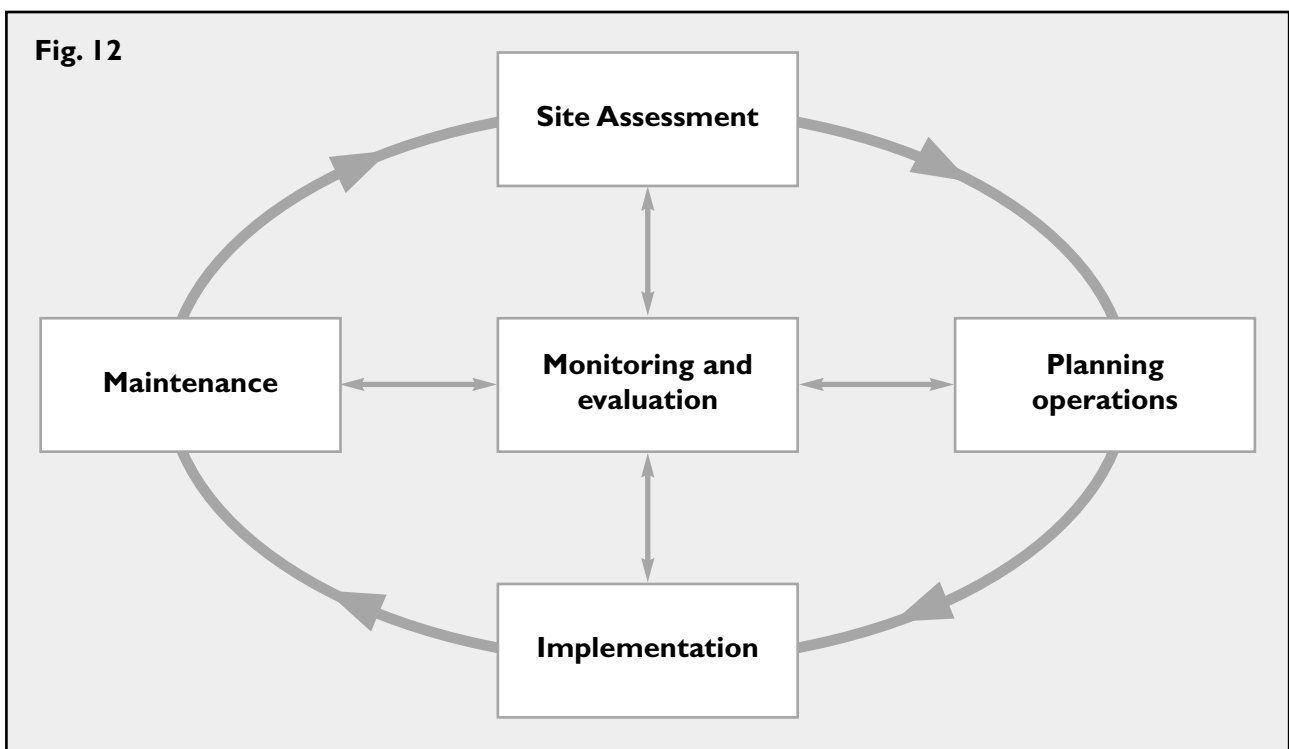 Fig. 12
Site Assessment
Maintenance
Monitoring and
evaluation
Planning
operations
Implementation